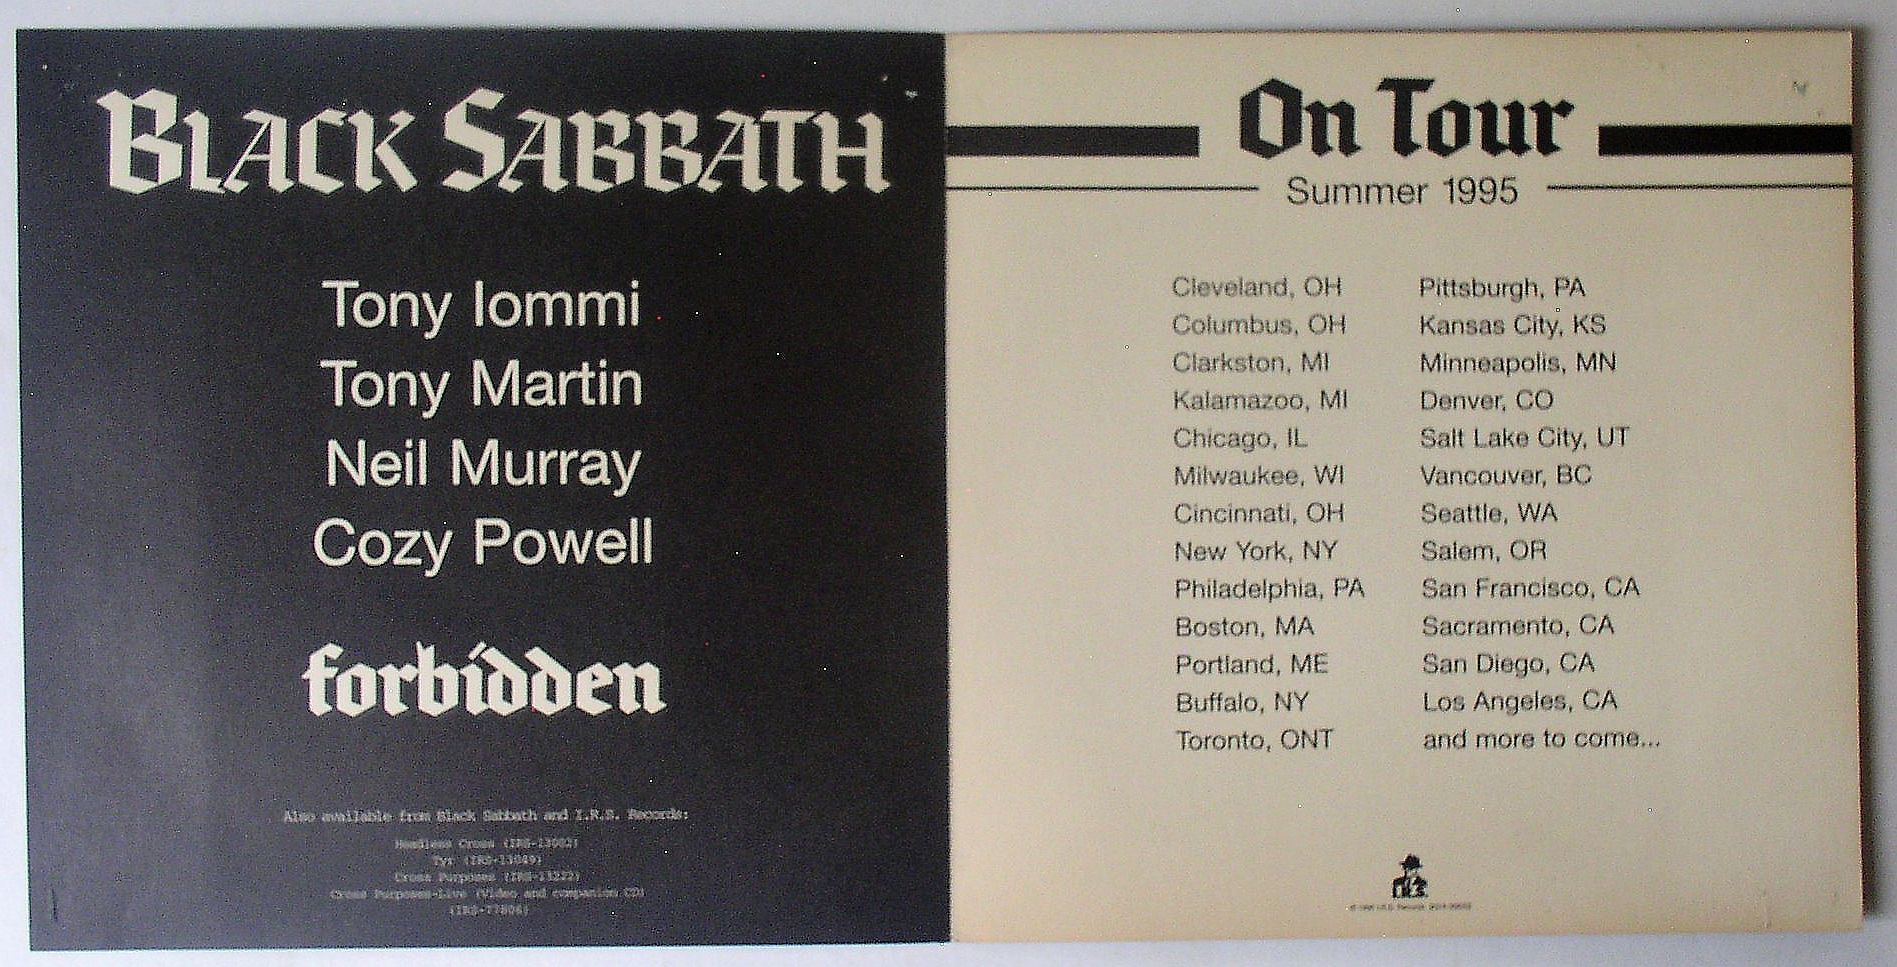 BLACK SABBATH
Tony Iommi
Tony Martin
Neil Murray
Cozy Powell
forbidden
Also available from Black Sabbath and I.R.S. Records:
Headless Cross (IRS-13002)
Tyr (IRS-13049)
Cross Purposes (IRS-13222)
Cross Purposes-Live (Video and companion CD)
(IRS-77806)
On Tour
Summer 1995
Cleveland, OH
Columbus, OH
Clarkston, MI
Kalamazoo, MI
Chicago, IL
Milwaukee, WI
Cincinnati, OH
New York, NY
Philadelphia, PA
Boston, MA
Portland, ME
Buffalo, NY
Toronto, ONT
Pittsburgh, PA
Kansas City, KS
Minneapolis, MN
Denver, CO
Salt Lake City, UT
Vancouver, BC
Seattle, WA
Salem, OR
San Francisco, CA
Sacramento, CA
San Diego, CA
Los Angeles, CA
and more to come...